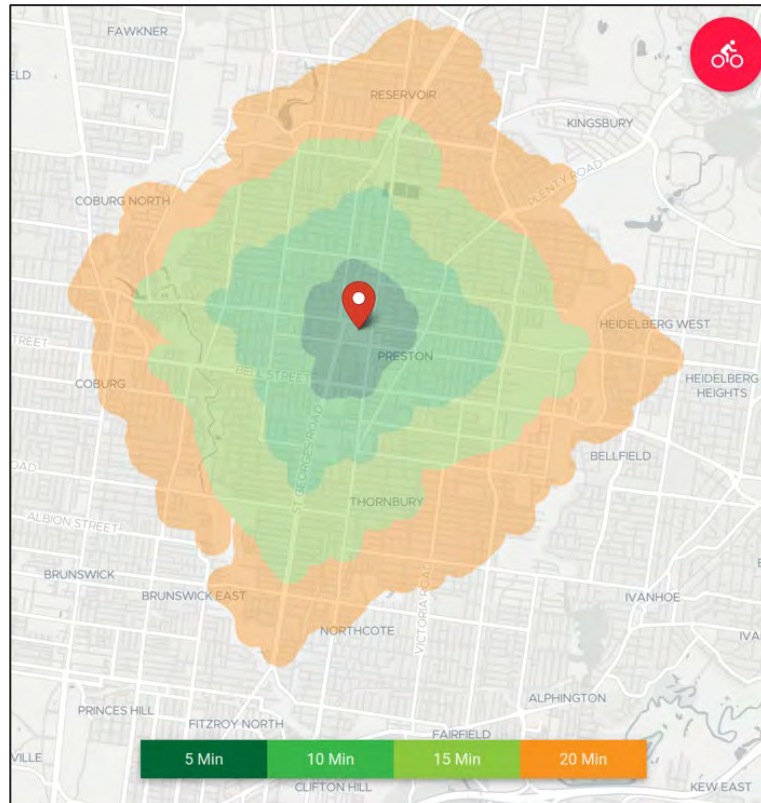 FAWKNER
RESERVOIR
KINGSBURY
PLENTY ROAD
COBURG NORTH
HEIDELBERG WEST
STREET
PRESTON
BELL STREET
COBURG
HEIDELBERG
HEIGHTS
BELLFIELD
ST GEORGES ROAD
THORNBURY
ALBION STREET
BRUNSWICK
BRUNSWICK EAST
VICTORIA ROAD
IVANHOE
NORTHCOTE
ALPHINGTON
PRINCES HILL
FITZROY NORTH
FAIRFIELD
VILLE
5 Min
10 Min
15 Min
20 Min
CLIFTON HILL
KEW EAST